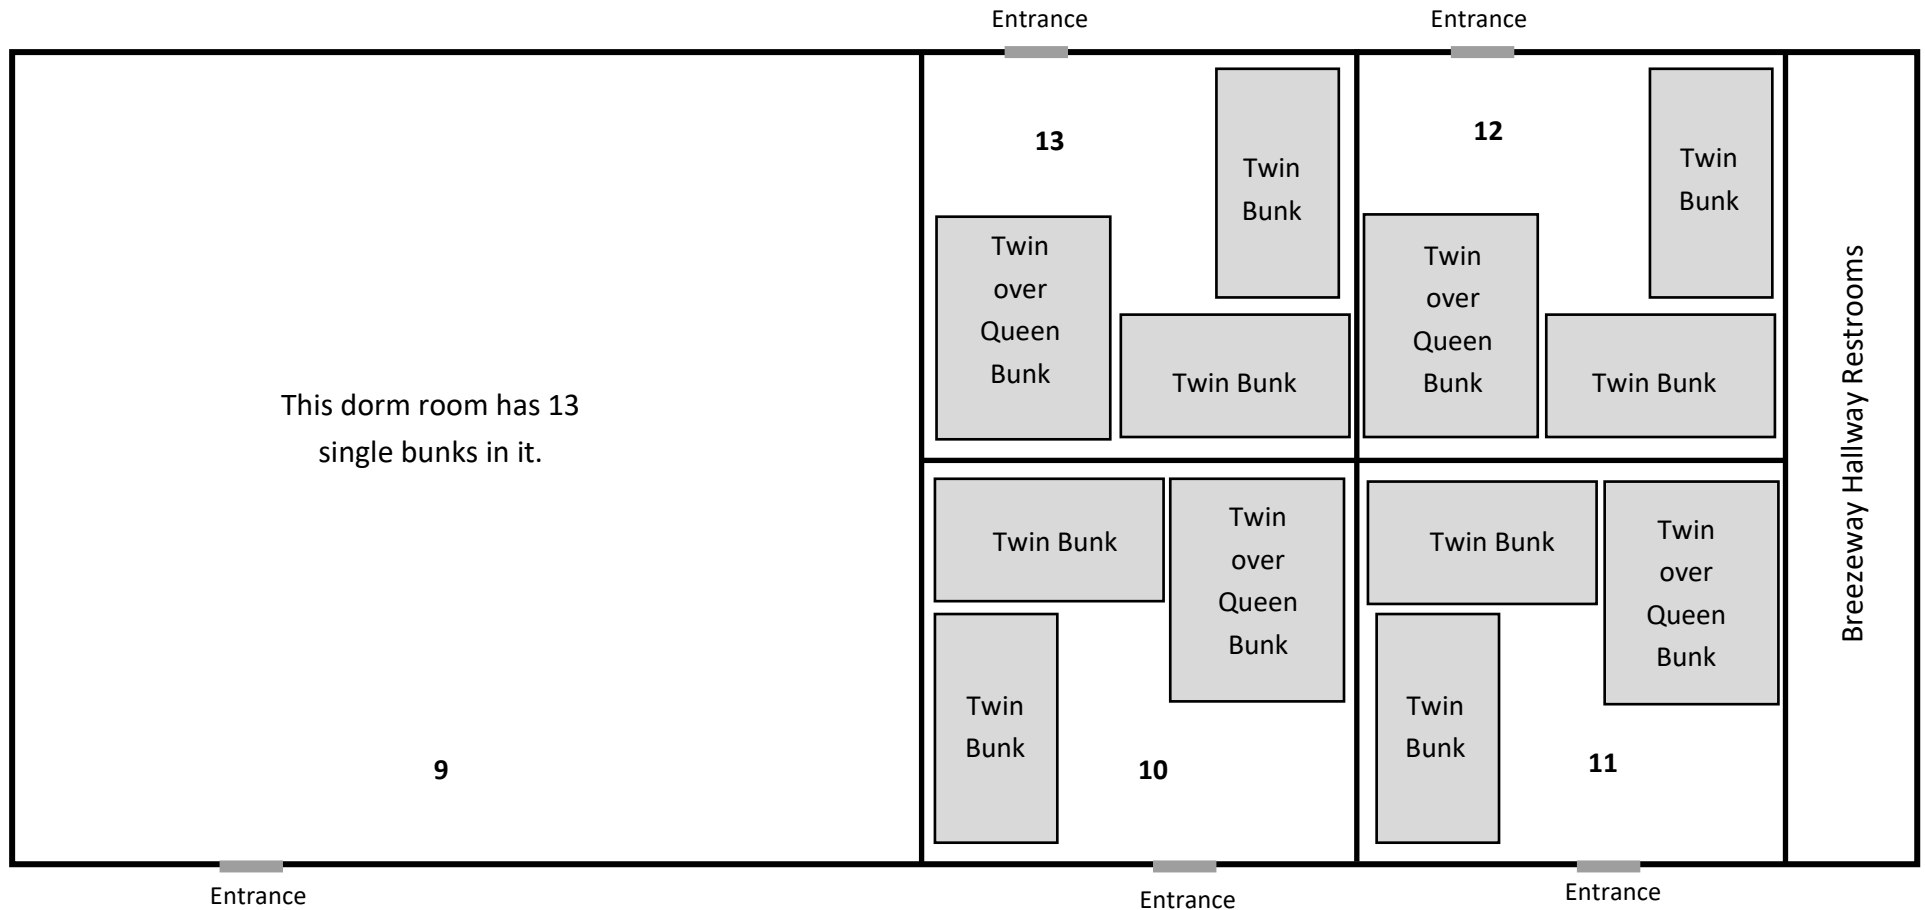 Entrance
Entrance
This dorm room has 13
single bunks in it.
9
Entrance
13
Twin
Bunk
Twin
over
Queen
Bunk
Twin Bunk
12
Twin
Bunk
Twin
over
Queen
Bunk
Twin Bunk
Twin Bunk
Twin
over
Queen
Bunk
Twin
Bunk
10
Entrance
Twin Bunk
Twin
over
Queen
Bunk
Twin
Bunk
11
Entrance
Breezeway Hallway Restrooms